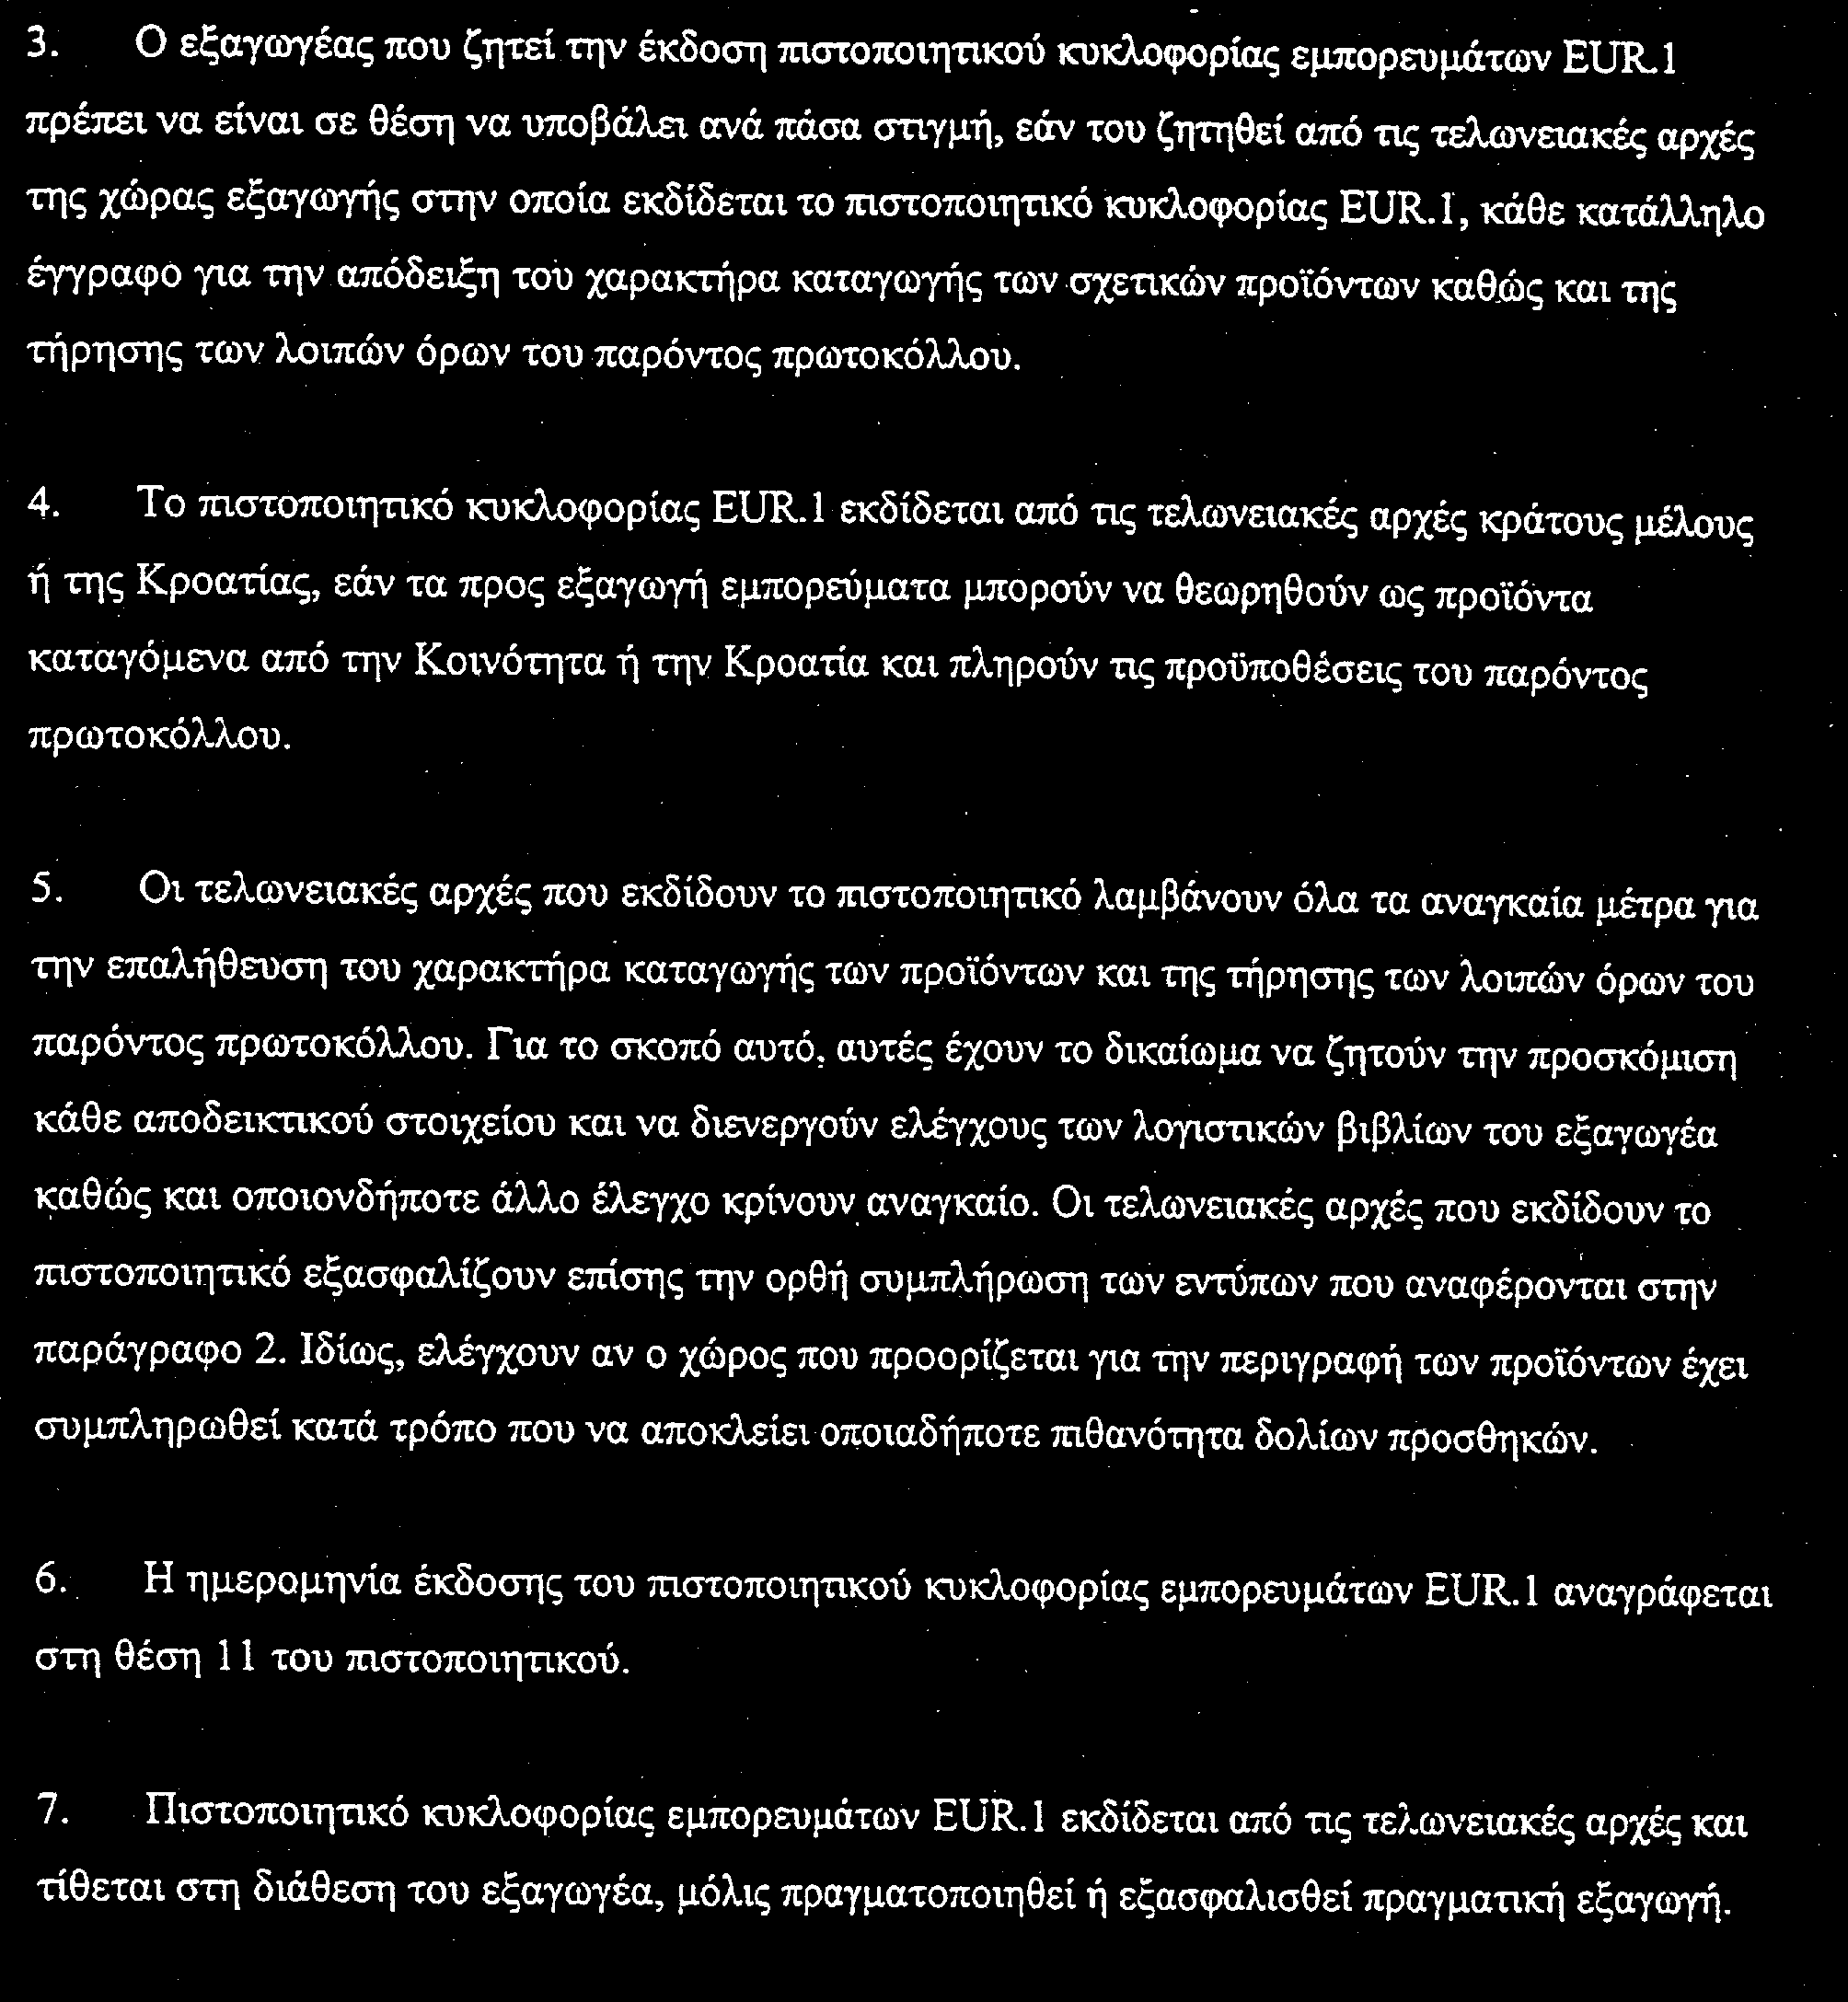 3. Ο εξαγωγέας που ζητεί την έκδοση πιστοποιητικού κυκλοφορίας εμπορευμάτων EUR.1
πρέπει να είναι σε θέση να υποβάλει ανά πάσα στιγμή, εάν του ζητηθεί από τις τελωνειακές αρχές
της χώρας εξαγωγής στην οποία εκδίδεται το πιστοποιητικό κυκλοφορίας EUR.1, κάθε κατάλληλο
έγγραφο για την απόδειξη του χαρακτήρα καταγωγής των σχετικών προϊόντων καθώς και της
τήρησης των λοιπών όρων του παρόντος πρωτοκόλλου.
4. Το πιστοποιητικό κυκλοφορίας EUR.1 εκδίδεται από τις τελωνειακές αρχές κράτους μέλους
ή της Κροατίας, εάν τα προς εξαγωγή εμπορεύματα μπορούν να θεωρηθούν ως προϊόντα
καταγόμενα από την Κοινότητα ή την Κροατία και πληρούν τις προϋποθέσεις του παρόντος
πρωτοκόλλου.
5. Οι τελωνειακές αρχές που εκδίδουν το πιστοποιητικό λαμβάνουν όλα τα αναγκαία μέτρα για
την επαλήθευση του χαρακτήρα καταγωγής των προϊόντων και της τήρησης των λοιπών όρων του
παρόντος πρωτοκόλλου. Για το σκοπό αυτό, αυτές έχουν το δικαίωμα να ζητούν την προσκόμιση
κάθε αποδεικτικού στοιχείου και να διενεργούν ελέγχους των λογιστικών βιβλίων του εξαγωγέα
καθώς και οποιονδήποτε άλλο έλεγχο κρίνουν αναγκαίο. Οι τελωνειακές αρχές που εκδίδουν το
πιστοποιητικό εξασφαλίζουν επίσης την ορθή συμπλήρωση των εντύπων που αναφέρονται στην
παράγραφο 2. Ιδίως, ελέγχουν αν ο χώρος που προορίζεται για την περιγραφή των προϊόντων έχει
συμπληρωθεί κατά τρόπο που να αποκλείει οποιαδήποτε πιθανότητα δολίων προσθηκών.
6. Η ημερομηνία έκδοσης του πιστοποιητικού κυκλοφορίας εμπορευμάτων EUR.1 αναγράφεται
στη θέση 11 του πιστοποιητικού.
7. Πιστοποιητικό κυκλοφορίας εμπορευμάτων EUR.1 εκδίδεται από τις τελωνειακές αρχές και
τίθεται στη διάθεση του εξαγωγέα, μόλις πραγματοποιηθεί ή εξασφαλισθεί πραγματική εξαγωγή.